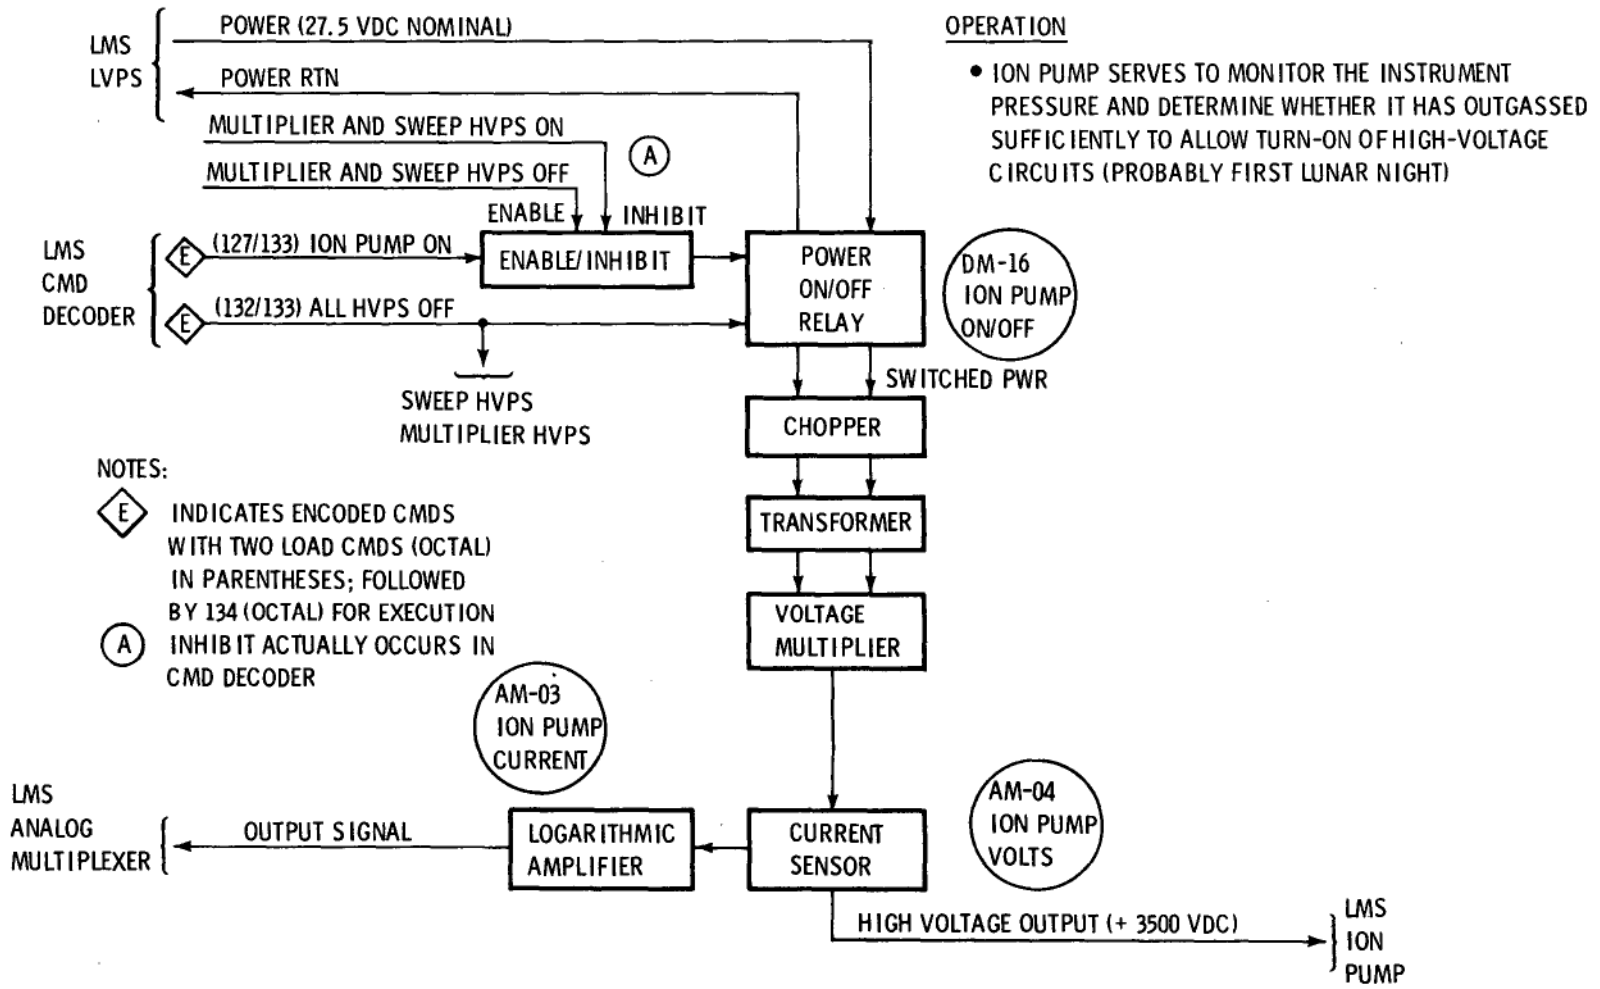 LMS
LVPS
POWER (27.5 VDC NOMINAL)
POWER RTN
MULTIPLIER AND SWEEP HVPS ON
MULTIPLIER AND SWEEP HVPS OFF
A
ENABLE
INHIBIT
OPERATION
• ION PUMP SERVES TO MONITOR THE INSTRUMENT
PRESSURE AND DETERMINE WHETHER IT HAS OUTGASSED
SUFFICIENTLY TO ALLOW TURN-ON OF HIGH-VOLTAGE
CIRCUITS (PROBABLY FIRST LUNAR NIGHT)
LMS
CMD
DECODER
E
(127/133) ION PUMP ON
ENABLE/INHIBIT
E
(132/133) ALL HVPS OFF
POWER
ON/OFF
RELAY
DM-16
ION PUMP
ON/OFF
SWEEP HVPS
MULTIPLIER HVPS
SWITCHED PWR
CHOPPER
TRANSFORMER
VOLTAGE
MULTIPLIER
NOTES:
E
INDICATES ENCODED CMDS
WITH TWO LOAD CMDS (OCTAL)
IN PARENTHESES; FOLLOWED
BY 134 (OCTAL) FOR EXECUTION
A
INHIBIT ACTUALLY OCCURS IN
CMD DECODER
AM-03
ION PUMP
CURRENT
LMS
ANALOG
MULTIPLEXER
OUTPUT SIGNAL
LOGARITHMIC
AMPLIFIER
CURRENT
SENSOR
AM-04
ION PUMP
VOLTS
HIGH VOLTAGE OUTPUT (+ 3500 VDC)
LMS
ION
PUMP